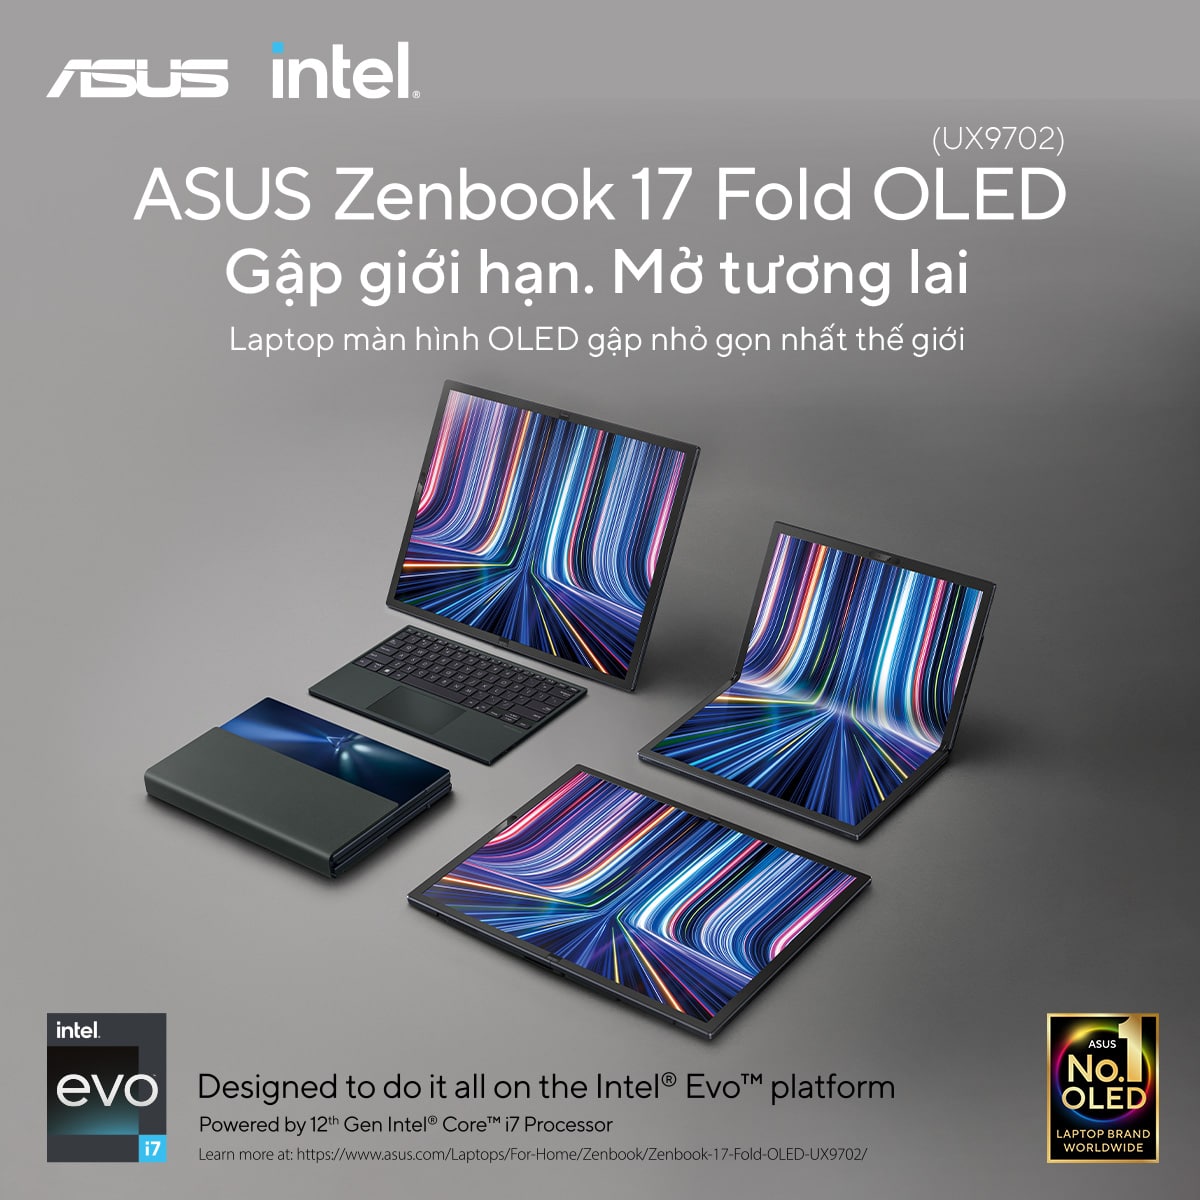 ASUS intel.
(UX9702)
ASUS Zenbook 17 Fold OLED
Gập giới hạn. Mở tương lai
Laptop màn hình OLED gập nhỏ gọn nhất thế giới
intel.
evo
i7
Designed to do it all on the Intel® Evo™ platform
Powered by 12th Gen Intel® Core™ i7 Processor
Learn more at: https://www.asus.com/Laptops/For-Home/Zenbook/Zenbook-17-Fold-OLED-UX9702/
ASUS
No.1
OLED
LAPTOP BRAND
WORLDWIDE